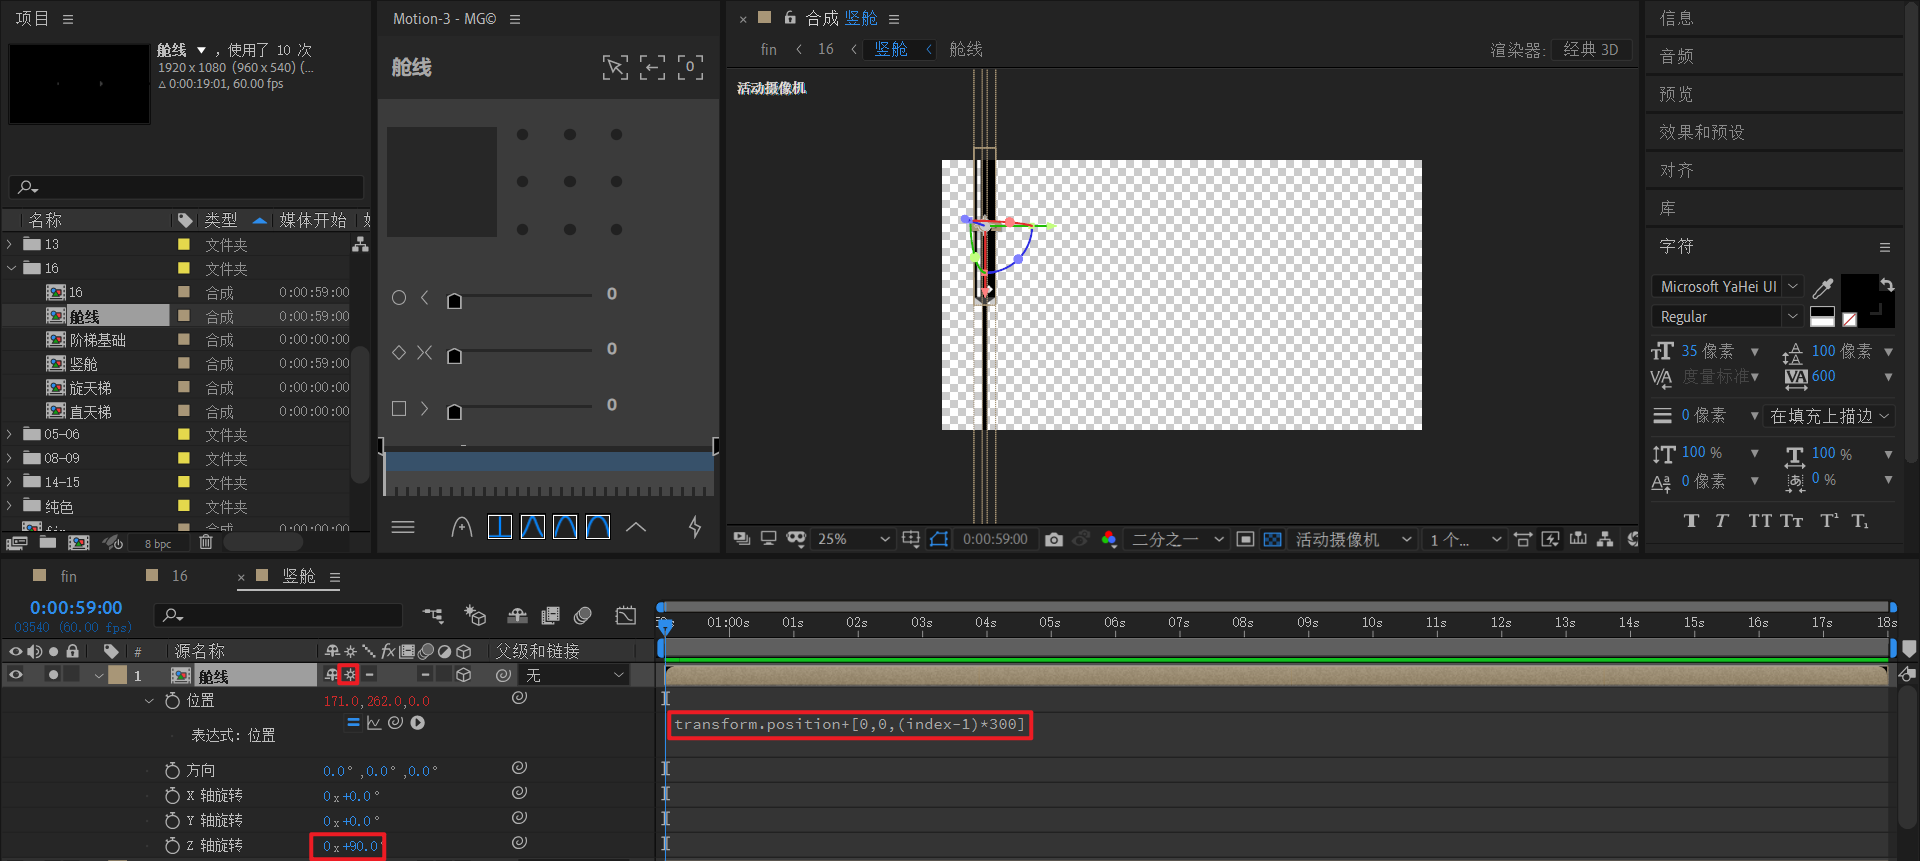 项目
舱线 ▼ ，使用了 10 次
1920 x 1080 (960 x 540) (...
△ 0:00:19:01, 60.00 fps
名称 类型 媒体开始
13 文件夹
16 文件夹
16 合成 0:00:59:00
舱线 合成 0:00:59:00
阶梯基础 合成 0:00:00:00
竖舱 合成 0:00:59:00
旋天梯 合成 0:00:00:00
直天梯 合成 0:00:00:00
05-06 文件夹
08-09 文件夹
14-15 文件夹
纯色 文件夹
fin 合成
8 bpc
Motion-3 - MG©
舱线
0
0
0
0
合成 竖舱
fin 16 竖舱 舱线
渲染器: 经典 3D
活动摄像机
25% 0:00:59:00 二分之一 活动摄像机 1 个...
信息
音频
预览
效果和预设
对齐
库
字符
Microsoft YaHei UI
Regular
35 像素 100 像素
度量标准 600
0 像素 在填充上描边
100 % 100 %
0 像素 0 %
T T TT Tт T¹ T₁
fin 16 竖舱
0:00:59:00
03540 (60.00 fps)
01:00s 01s 02s 03s 04s 05s 06s 07s 08s 09s 10s 11s 12s 13s 14s 15s 16s 17s 18s
# 源名称 fx 父级和链接
1 舱线 无
位置 171.0,262.0,0.0
表达式: 位置 transform.position+[0,0,(index-1)*300]
方向 0.0°,0.0°,0.0°
X 轴旋转 0x+0.0°
Y 轴旋转 0x+0.0°
Z 轴旋转 0x+90.0°